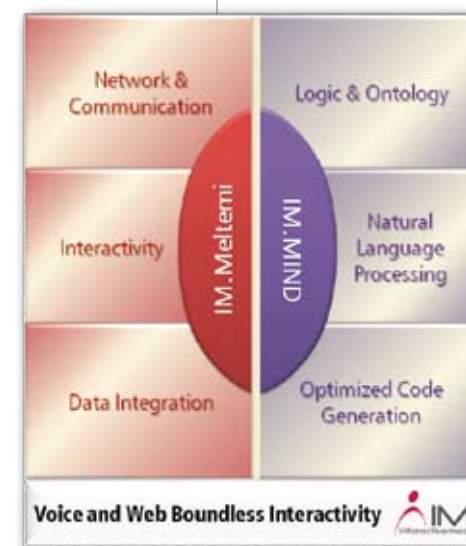 Network &
Communication
Interactivity
Data Integration
IM.Meltemi
IM.MIND
Logic & Ontology
Natural
Language
Processing
Optimized Code
Generation
Voice and Web Boundless Interactivity
IM